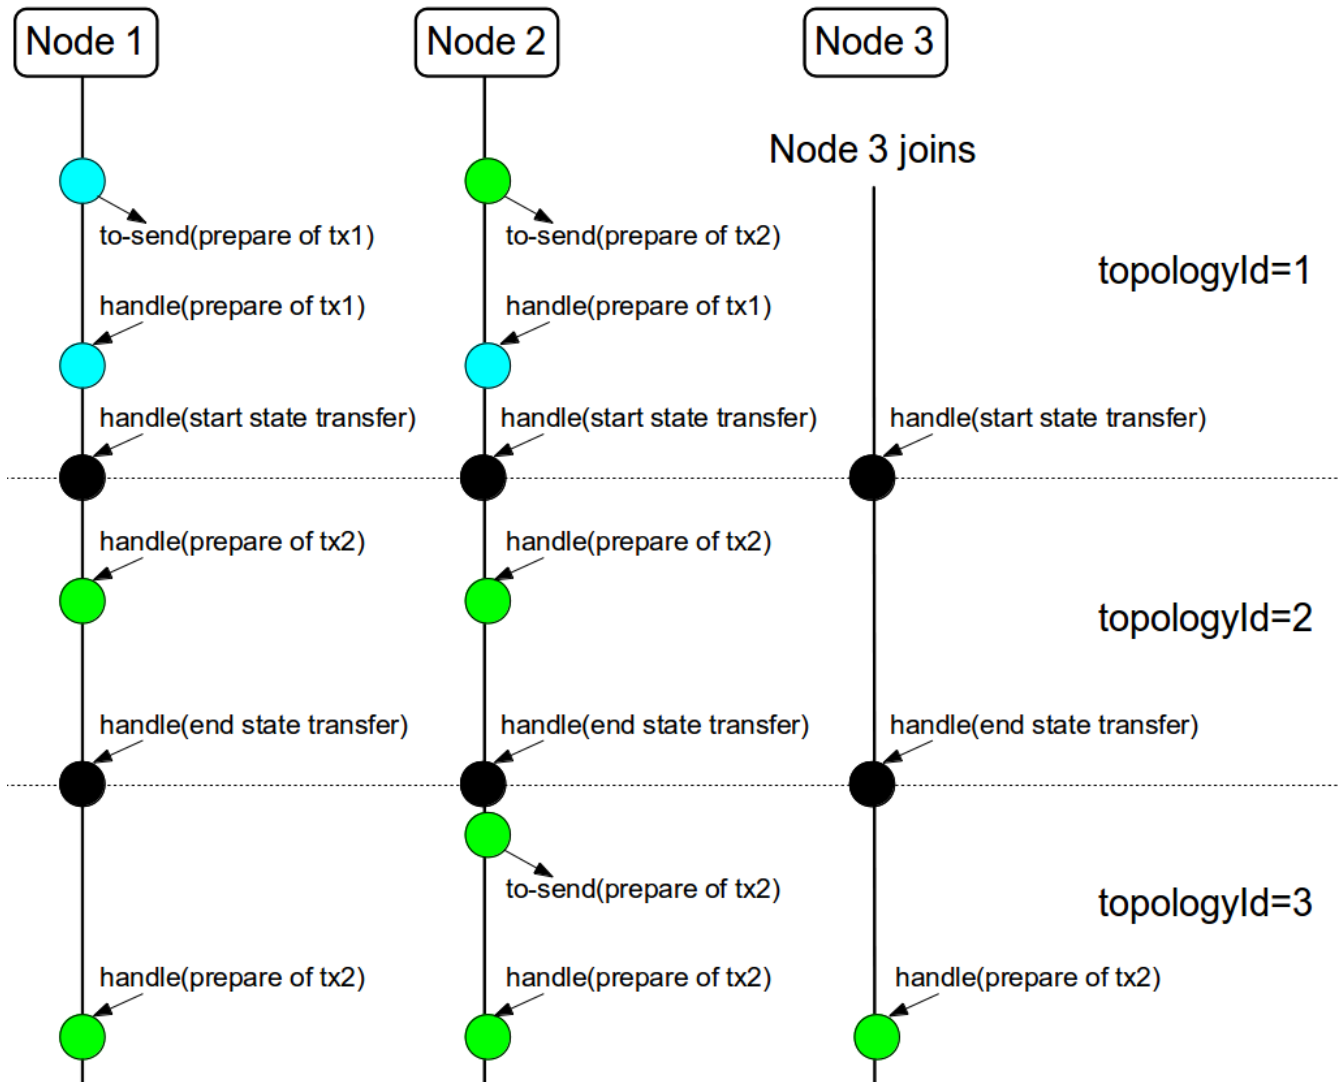 Node 1
Node 2
Node 3
Node 3 joins
to-send(prepare of tx1)
to-send(prepare of tx2)
topologyId=1
handle(prepare of tx1)
handle(prepare of tx1)
handle(start state transfer)
handle(start state transfer)
handle(start state transfer)
handle(prepare of tx2)
handle(prepare of tx2)
topologyId=2
handle(end state transfer)
handle(end state transfer)
handle(end state transfer)
to-send(prepare of tx2)
topologyId=3
handle(prepare of tx2)
handle(prepare of tx2)
handle(prepare of tx2)